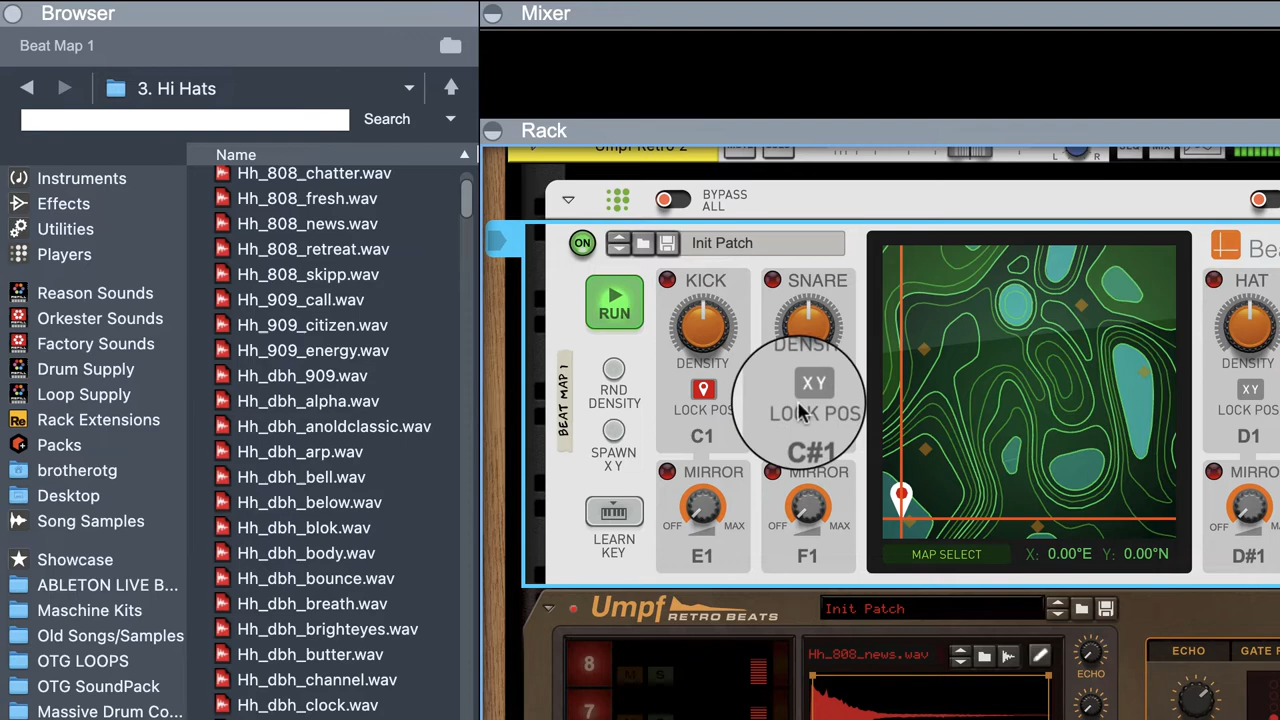 Browser
Mixer
Beat Map 1
3. Hi Hats
Search
Rack
Name
Instruments
Effects
Utilities
Players
Reason Sounds
Orkester Sounds
Factory Sounds
Drum Supply
Loop Supply
Rack Extensions
Packs
brotherotg
Desktop
Song Samples
Showcase
ABLETON LIVE B...
Maschine Kits
Old Songs/Samples
OTG LOOPS
OTG SoundPack
Massive Drum Co...
Hh_808_chatter.wav
Hh_808_fresh.wav
Hh_808_news.wav
Hh_808_retreat.wav
Hh_808_skipp.wav
Hh_909_call.wav
Hh_909_citizen.wav
Hh_909_energy.wav
Hh_dbh_909.wav
Hh_dbh_alpha.wav
Hh_dbh_anoldclassic.wav
Hh_dbh_arp.wav
Hh_dbh_bell.wav
Hh_dbh_below.wav
Hh_dbh_blok.wav
Hh_dbh_body.wav
Hh_dbh_bounce.wav
Hh_dbh_breath.wav
Hh_dbh_brighteyes.wav
Hh_dbh_butter.wav
Hh_dbh_channel.wav
Hh_dbh_clock.wav
Umpf Retro 2
L R
SEQ MIX
BYPASS
ALL
ON
Init Patch
Bea
RUN
KICK
SNARE
HAT
DENSITY
DENSITY
DENSITY
BEAT MAP 1
RND
DENSITY
XY
XY
LOCK POS
LOCK POS
LOCK POS
C1
C#1
D1
SPAWN
X Y
MIRROR
MIRROR
MIRROR
OFF MAX
OFF MAX
OFF
LEARN
KEY
E1
F1
D#1
MAP SELECT
X: 0.00°E Y: 0.00°N
Umpf
RETRO BEATS
Init Patch
8
M S
7
Hh_808_news.wav
ECHO
ECHO
GATE